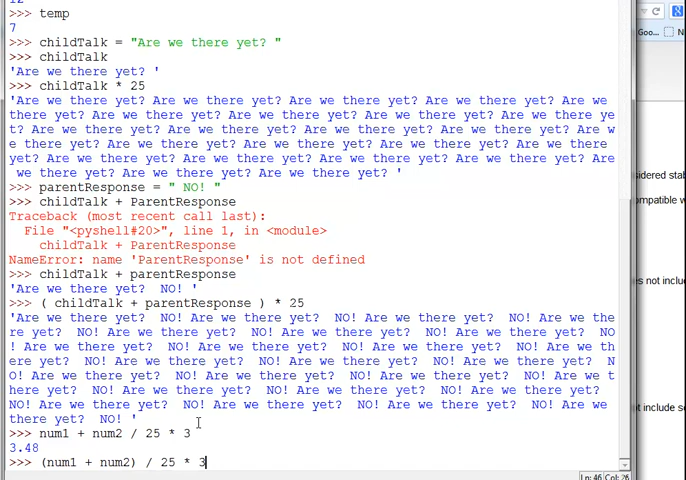 12
>>> temp
7
>>> childTalk = "Are we there yet? "
>>> childTalk
'Are we there yet? '
>>> childTalk * 25
'Are we there yet? Are we there yet? Are we there yet? Are we there yet? Are we
there yet? Are we there yet? Are we there yet? Are we there yet? Are we there ye
t? Are we there yet? Are we there yet? Are we there yet? Are we there yet? Are w
e there yet? Are we there yet? Are we there yet? Are we there yet? Are we there
yet? Are we there yet? Are we there yet? Are we there yet? Are we there yet? Are
 we there yet? Are we there yet? Are we there yet? '
>>> parentResponse = " NO! "
>>> childTalk + ParentResponse
Traceback (most recent call last):
  File "<pyshell#20>", line 1, in <module>
    childTalk + ParentResponse
NameError: name 'ParentResponse' is not defined
>>> childTalk + parentResponse
'Are we there yet?  NO! '
>>> ( childTalk + parentResponse ) * 25
'Are we there yet?  NO! Are we there yet?  NO! Are we there yet?  NO! Are we the
re yet?  NO! Are we there yet?  NO! Are we there yet?  NO! Are we there yet?  NO
! Are we there yet?  NO! Are we there yet?  NO! Are we there yet?  NO! Are we th
ere yet?  NO! Are we there yet?  NO! Are we there yet?  NO! Are we there yet?  N
O! Are we there yet?  NO! Are we there yet?  NO! Are we there yet?  NO! Are we t
here yet?  NO! Are we there yet?  NO! Are we there yet?  NO! Are we there yet?
NO! Are we there yet?  NO! Are we there yet?  NO! Are we there yet?  NO! Are we
there yet?  NO! '
>>> num1 + num2 / 25 * 3
3.48
>>> (num1 + num2) / 25 * 3
Ln: 46 Col: 26
Goo...
N
sidered stab
ompatible w
es not inclu
t include s